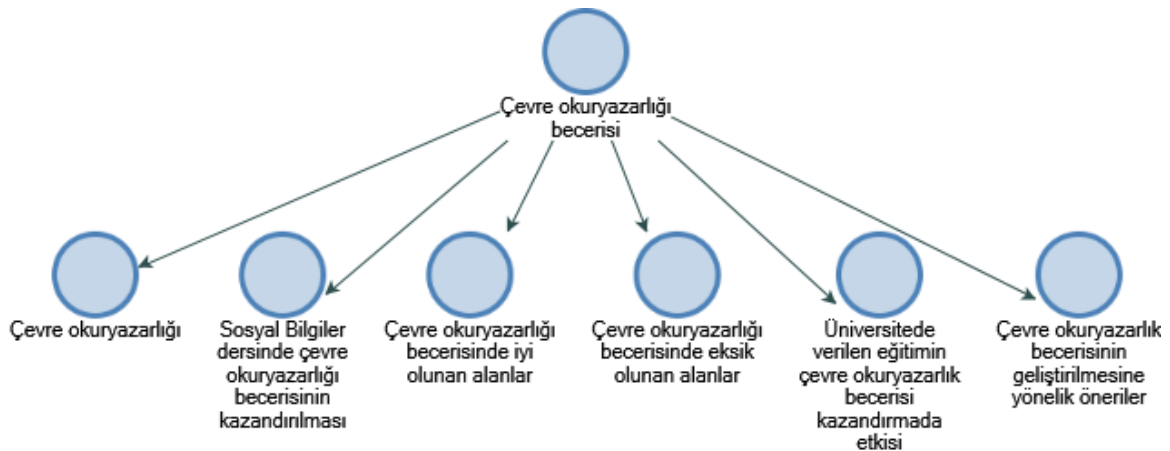 Çevre okuryazarlığı
becerisi
Çevre okuryazarlığı
Sosyal Bilgiler
dersinde çevre
okuryazarlığı
becerisinin
kazandırılması
Çevre okuryazarlığı
becerisinde iyi
olunan alanlar
Çevre okuryazarlığı
becerisinde eksik
olunan alanlar
Üniversitede
verilen eğitimin
çevre okuryazarlık
becerisi
kazandırmada
etkisi
Çevre okuryazarlık
becerisinin
geliştirilmesine
yönelik öneriler